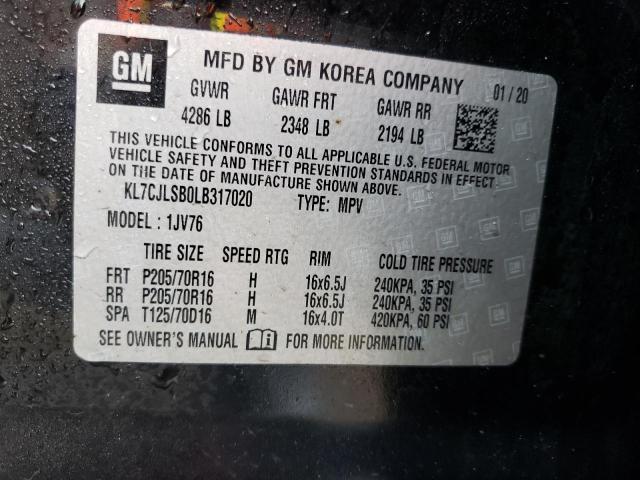 GM MFD BY GM KOREA COMPANY 01 / 20
GVWR GAWR FRT GAWR RR
4286 LB 2348 LB 2194 LB
THIS VEHICLE CONFORMS TO ALL APPLICABLE U.S. FEDERAL MOTOR
VEHICLE SAFETY AND THEFT PREVENTION STANDARDS IN EFFECT
ON THE DATE OF MANUFACTURE SHOWN ABOVE.
KL7CJLSB0LB317020 TYPE: MPV
MODEL : 1JV76
TIRE SIZE SPEED RTG RIM COLD TIRE PRESSURE
FRT P205/70R16 H 16x6.5J 240KPA, 35 PSI
RR P205/70R16 H 16x6.5J 240KPA, 35 PSI
SPA T125/70D16 M 16x4.0T 420KPA, 60 PSI
SEE OWNER'S MANUAL FOR MORE INFORMATION.